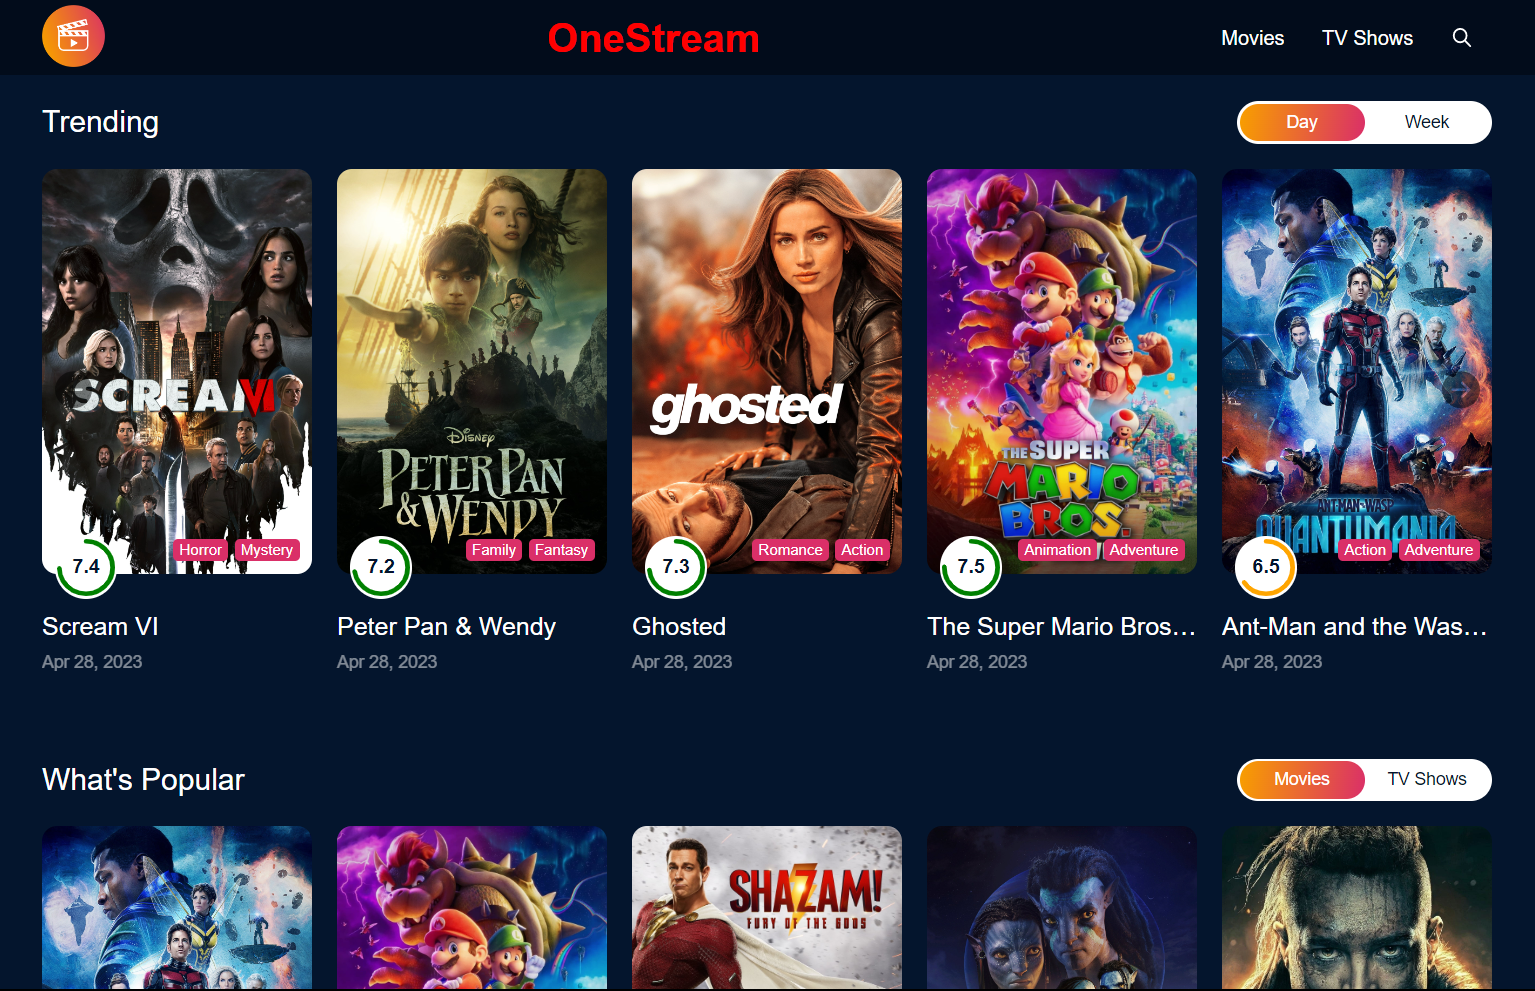 OneStream
Movies
TV Shows
Trending
Day
Week
SCREAM VI
Disney
PETER PAN
& WENDY
ghosted
THE SUPER
MARIO
BROS.
ANT-MAN AND THE WASP
QUANTUMANIA
Horror
Mystery
Family
Fantasy
Romance
Action
Animation
Adventure
Action
Adventure
7.4
7.2
7.3
7.5
6.5
Scream VI
Peter Pan & Wendy
Ghosted
The Super Mario Bros...
Ant-Man and the Was...
Apr 28, 2023
Apr 28, 2023
Apr 28, 2023
Apr 28, 2023
Apr 28, 2023
What's Popular
Movies
TV Shows
SHAZAM!
FURY OF THE GODS